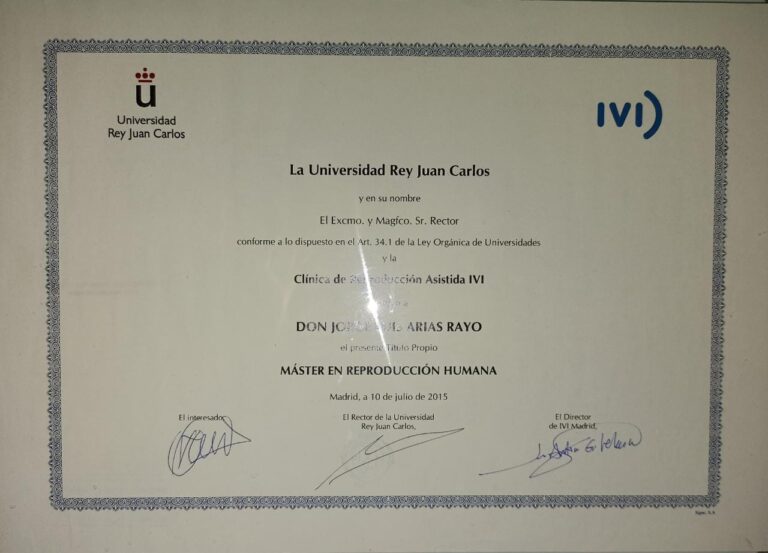 u
Universidad
Rey Juan Carlos
IVI
La Universidad Rey Juan Carlos
y en su nombre
El Excmo. y Magfco. Sr. Rector
conforme a lo dispuesto en el Art. 34.1 de la Ley Orgánica de Universidades
y la
Clínica de Reproducción Asistida IVI
a
DON ARIAS RAYO
el presente Título Propio
MÁSTER EN REPRODUCCIÓN HUMANA
Madrid, a 10 de julio de 2015
El interesado,
El Rector de la Universidad
Rey Juan Carlos,
El Director
de IVI Madrid,